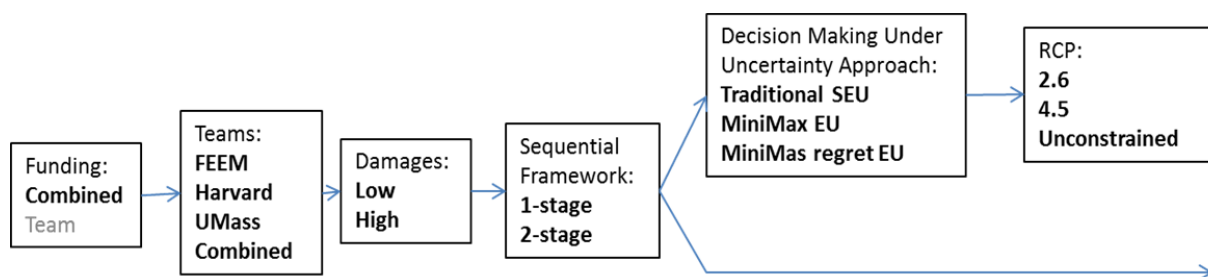 Funding:
Combined
Team
Teams:
FEEM
Harvard
UMass
Combined
Damages:
Low
High
Sequential
Framework:
1-stage
2-stage
Decision Making Under
Uncertainty Approach:
Traditional SEU
MiniMax EU
MiniMas regret EU
RCP:
2.6
4.5
Unconstrained